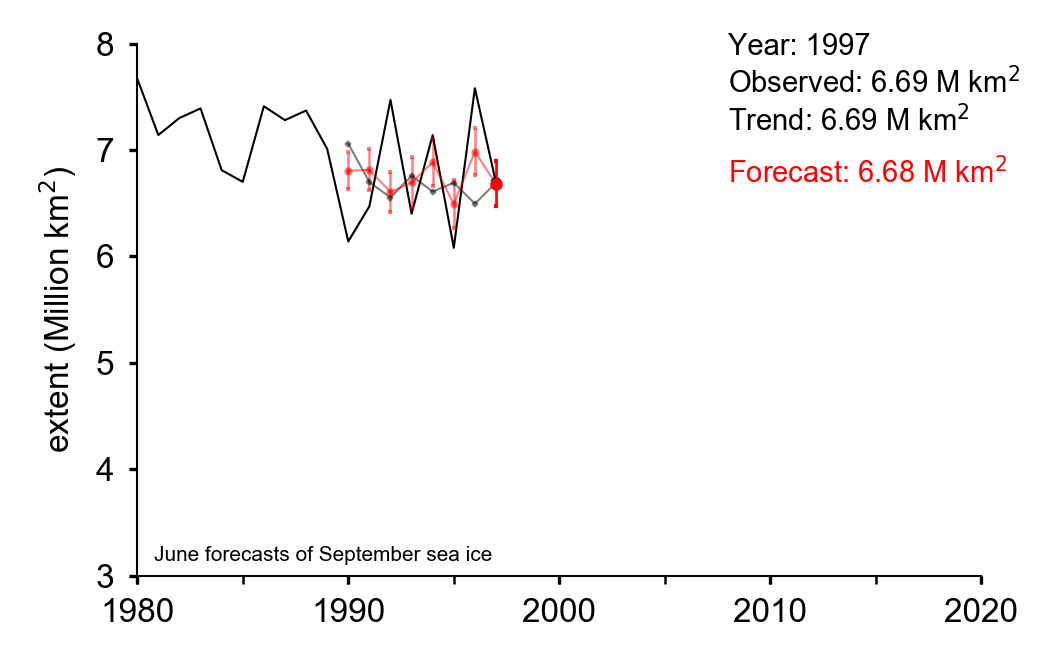 Year: 1997
Observed: 6.69 M km²
Trend: 6.69 M km²
Forecast: 6.68 M km²
8
7
6
5
4
3
extent (Million km²)
June forecasts of September sea ice
1980
1990
2000
2010
2020